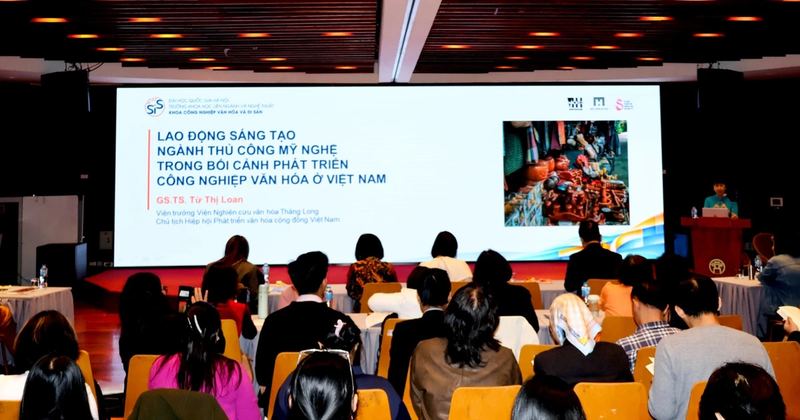 SIS
ĐẠI HỌC QUỐC GIA HÀ NỘI
TRƯỜNG KHOA HỌC LIÊN NGÀNH VÀ NGHỆ THUẬT
KHOA CÔNG NGHIỆP VĂN HÓA VÀ DI SẢN
LAO ĐỘNG SÁNG TẠO
NGÀNH THỦ CÔNG MỸ NGHỆ
TRONG BỐI CẢNH PHÁT TRIỂN
CÔNG NGHIỆP VĂN HÓA Ở VIỆT NAM
GS.TS. Từ Thị Loan
Viện trưởng Viện Nghiên cứu văn hóa Thăng Long
Chủ tịch Hiệp hội Phát triển văn hóa cộng đồng Việt Nam